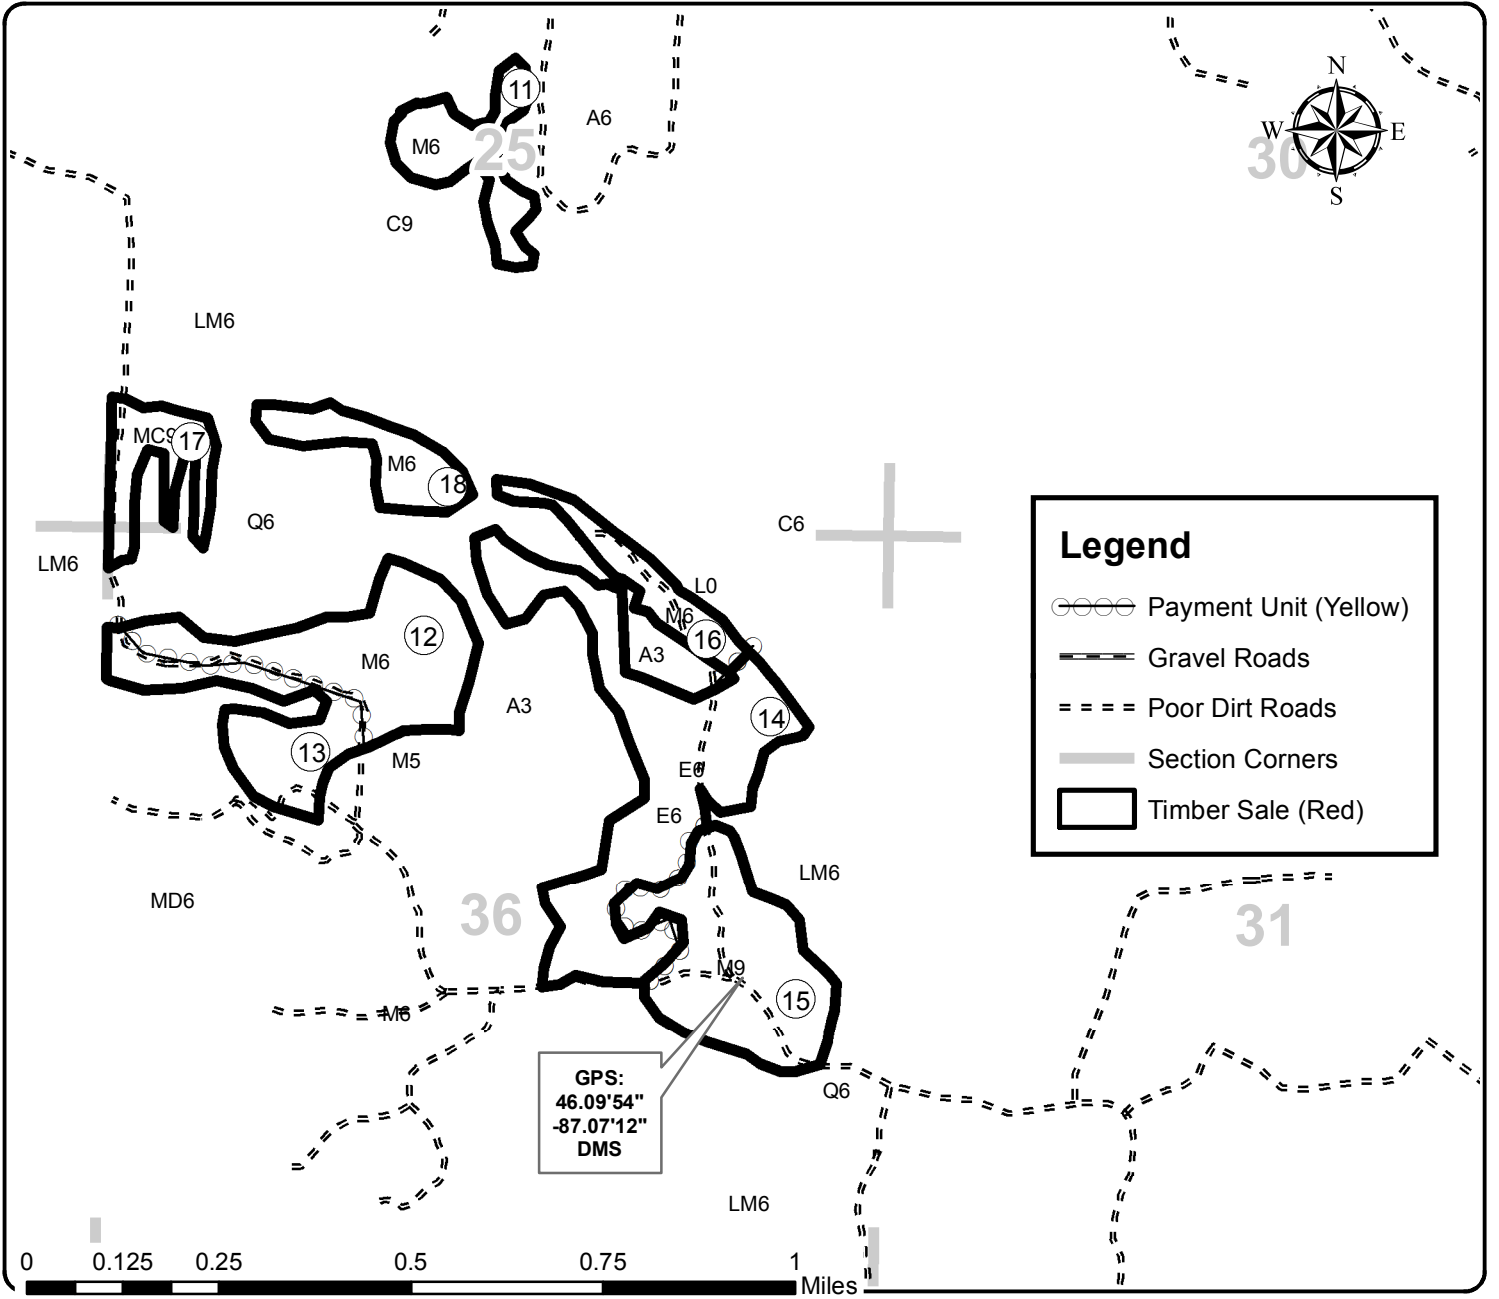 11
A6
N
W
E
S
M6
25
30
C9
LM6
MC9
17
M6
18
Q6
C6
LM6
L0
M6
16
12
A3
M6
A3
14
13
M5
E6
E6
LM6
MD6
36
31
M9
15
M6
Q6
LM6
GPS:
46.09'54"
-87.07'12"
DMS
Legend
Payment Unit (Yellow)
Gravel Roads
Poor Dirt Roads
Section Corners
Timber Sale (Red)
0 0.125 0.25 0.5 0.75 1
Miles